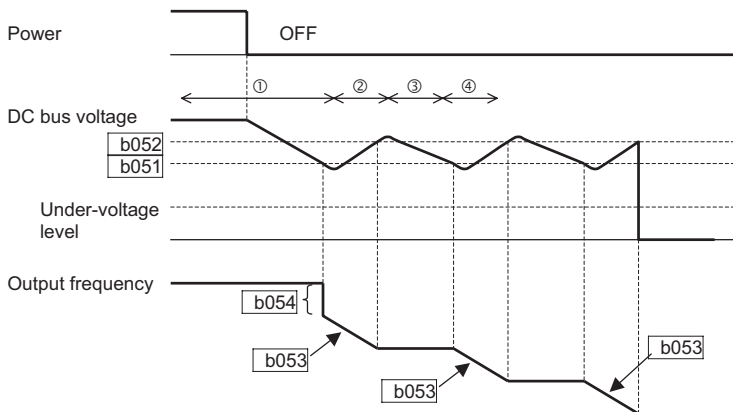 Power
OFF
① ② ③ ④
DC bus voltage
b052
b051
Under-voltage
level
Output frequency
b054
b053
b053
b053